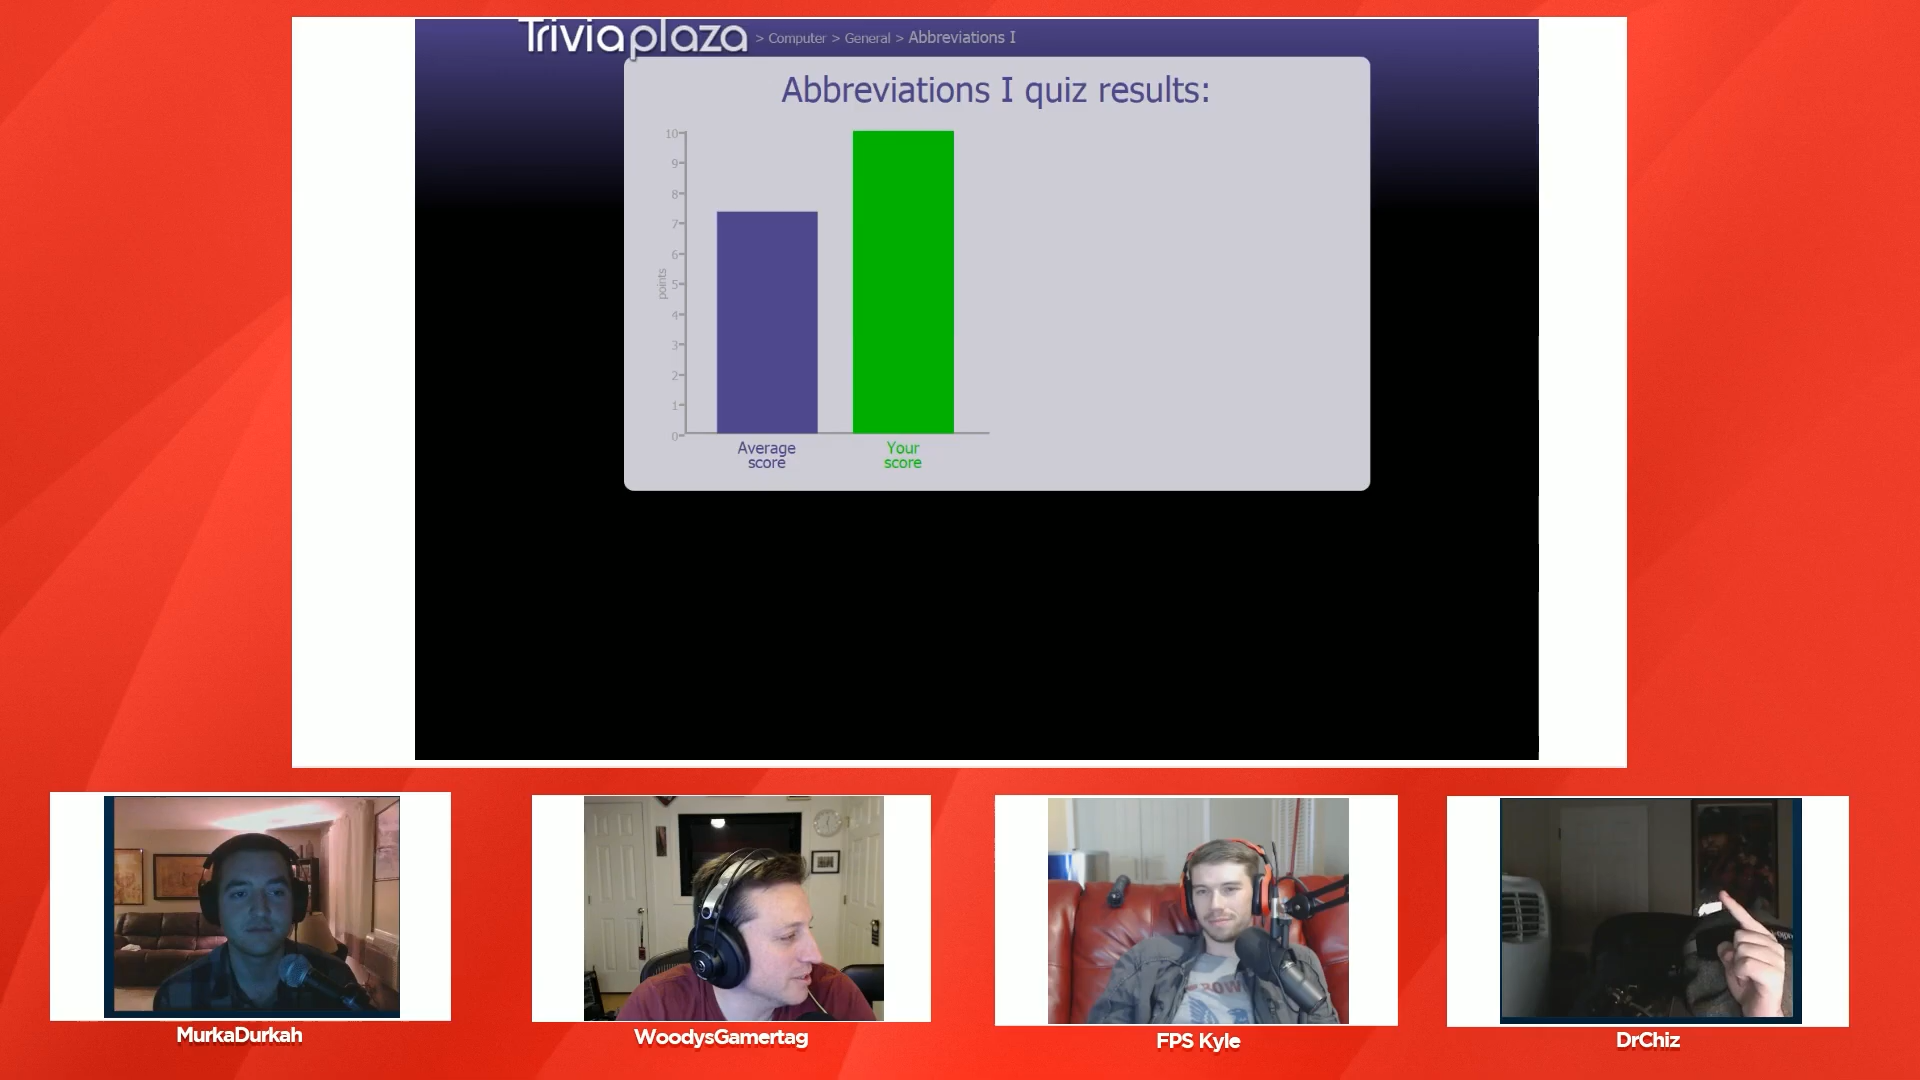 Triviaplaza > Computer > General > Abbreviations I
Abbreviations I quiz results:
10
9
8
7
6
5
4
3
2
1
0
points
Average
score
Your
score
MurkaDurkah
WoodysGamertag
FPS Kyle
DrChiz